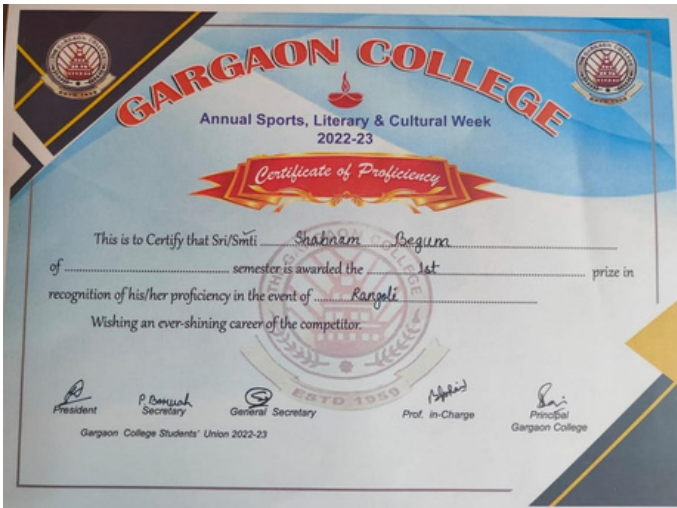 GARGAON COLLEGE
Annual Sports, Literary & Cultural Week
2022-23
Certificate of Proficiency
This is to Certify that Sri/Smti Shabnam Begum
of .......... semester is awarded the 1st prize in
recognition of his/her proficiency in the event of Rangoli
Wishing an ever-shining career of the competitor.
ESTD 1959
P. Baruah
President Secretary General Secretary Prof. in-Charge Principal
Gargaon College Students' Union 2022-23 Gargaon College